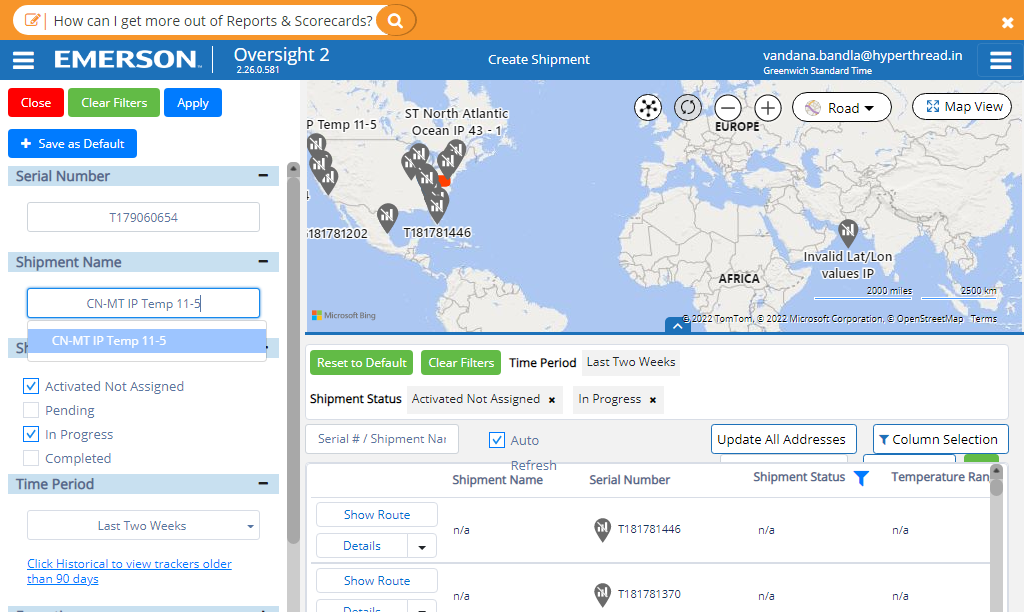 How can I get more out of Reports & Scorecards?
EMERSON
Oversight 2
2.26.0.581
Create Shipment
vandana.bandla@hyperthread.in
Greenwich Standard Time
Close
Clear Filters
Apply
Save as Default
Serial Number
T179060654
Shipment Name
CN-MT IP Temp 11-5
CN-MT IP Temp 11-5
Activated Not Assigned
Pending
In Progress
Completed
Time Period
Last Two Weeks
Click Historical to view trackers older
than 90 days
P Temp 11-5
ST North Atlantic
Ocean IP 43 - 1
EUROPE
Road
Map View
181781202
T181781446
AFRICA
Invalid Lat/Lon
values IP
2000 miles
2500 km
Microsoft Bing
© 2022 TomTom, © 2022 Microsoft Corporation, © OpenStreetMap Terms
Reset to Default
Clear Filters
Time Period
Last Two Weeks
Shipment Status
Activated Not Assigned ×
In Progress ×
Serial # / Shipment Nar
Auto
Refresh
Update All Addresses
Column Selection
Shipment Name
Serial Number
Shipment Status
Temperature Ran
Show Route
Details
n/a
T181781446
n/a
n/a
Show Route
Details
n/a
T181781370
n/a
n/a